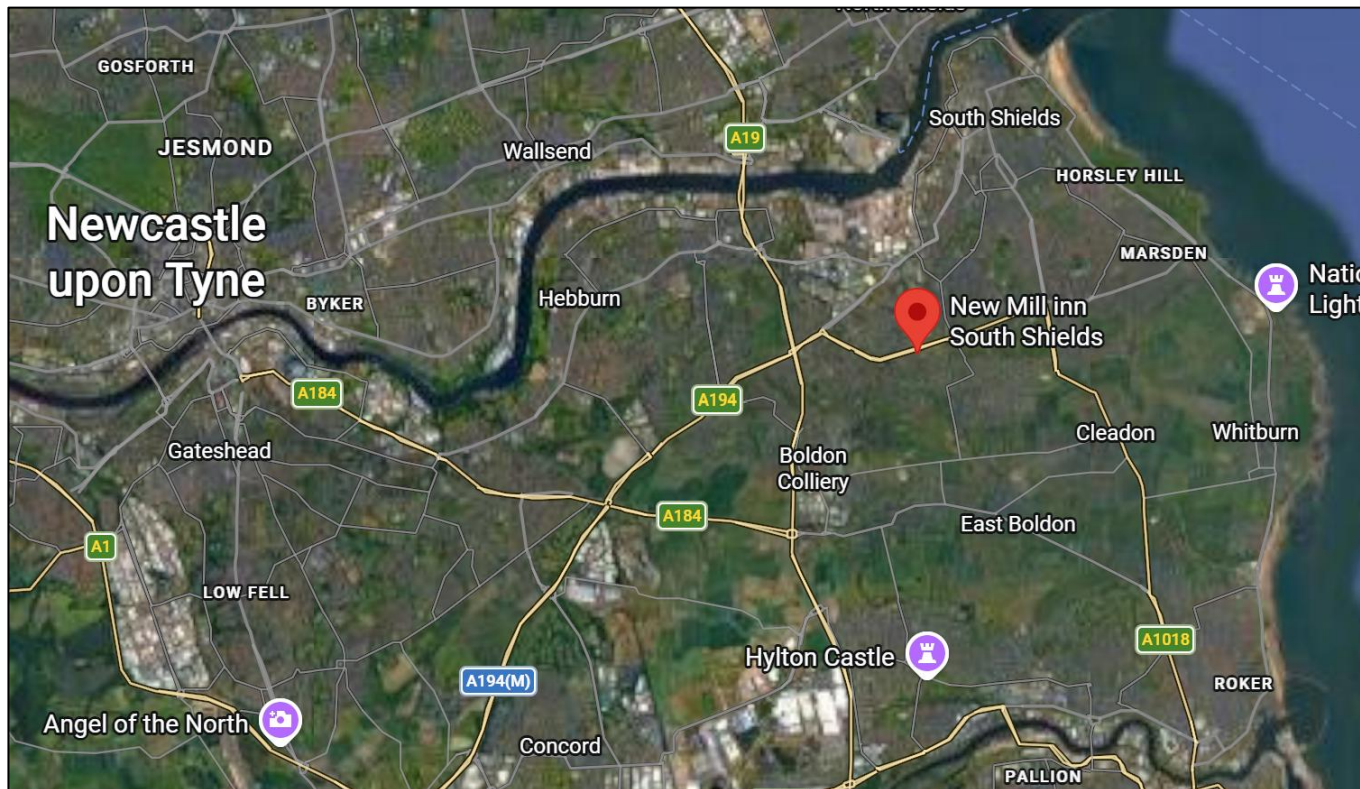 GOSFORTH
JESMOND
Wallsend
A19
South Shields
HORSLEY HILL
Newcastle
upon Tyne
BYKER
Hebburn
MARSDEN
New Mill inn
South Shields
A184
A194
Gateshead
Boldon
Colliery
Cleadon
Whitburn
A184
East Boldon
A1
LOW FELL
A194(M)
Hylton Castle
A1018
ROKER
Angel of the North
Concord
PALLION